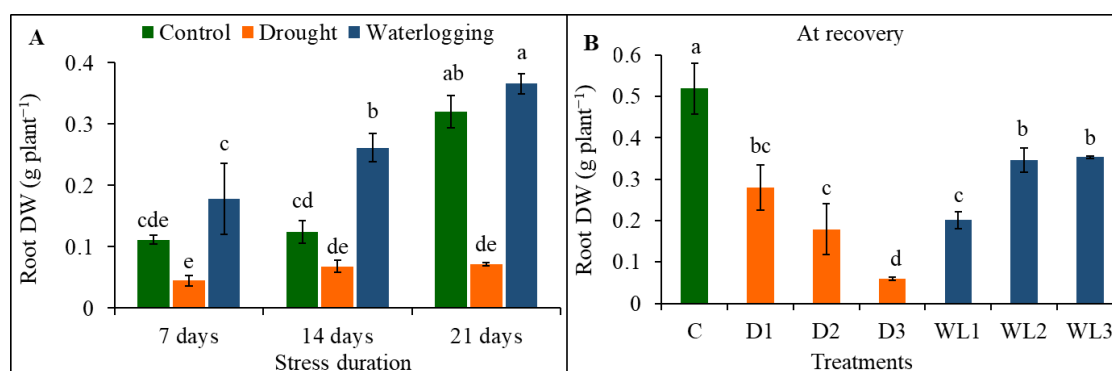 A
Control Drought Waterlogging
Root DW (g plant⁻¹)
0.4
0.3
0.2
0.1
0
cde
e
c
cd
de
b
ab
de
a
7 days 14 days 21 days
Stress duration
B
At recovery
Root DW (g plant⁻¹)
0.6
0.5
0.4
0.3
0.2
0.1
0
a
bc
c
d
c
b
b
C D1 D2 D3 WL1 WL2 WL3
Treatments